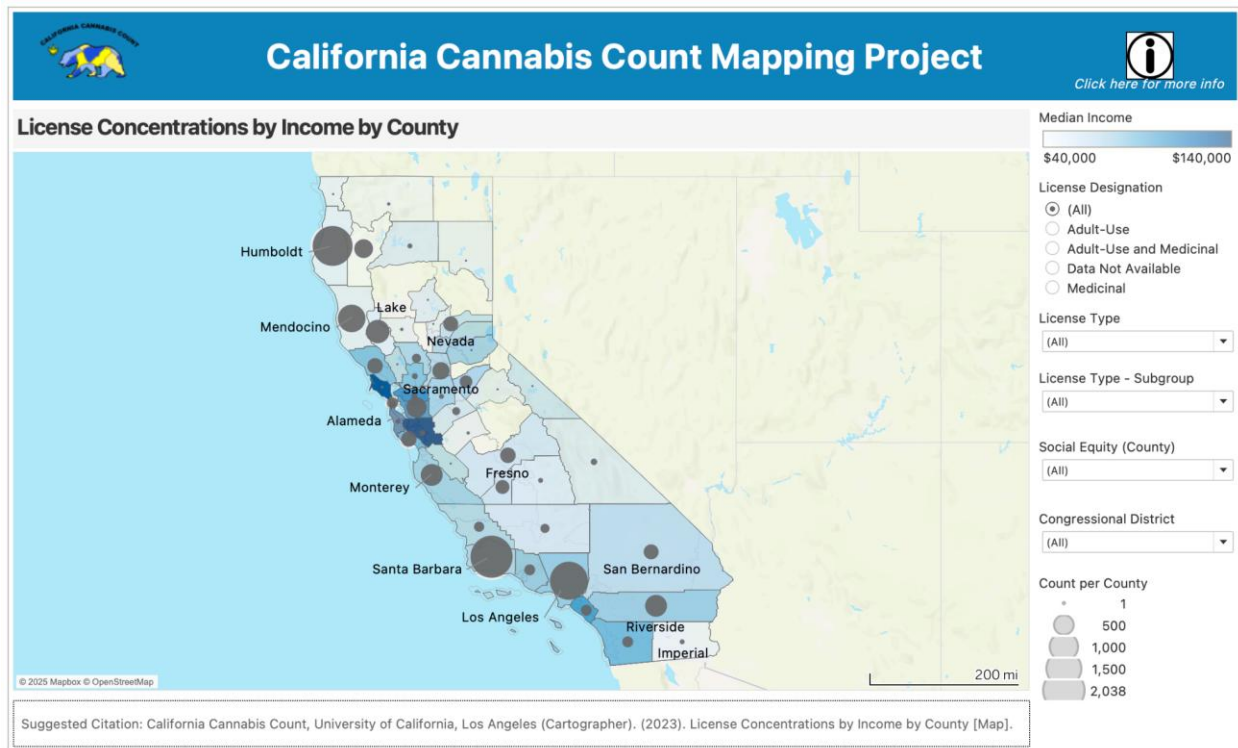 CALIFORNIA CANNABIS COUNT
California Cannabis Count Mapping Project
Click here for more info
License Concentrations by Income by County
Humboldt
Lake
Mendocino
Nevada
Sacramento
Alameda
Fresno
Monterey
Santa Barbara
San Bernardino
Los Angeles
Riverside
Imperial
200 mi
© 2025 Mapbox © OpenStreetMap
Median Income
$40,000 $140,000
License Designation
(All)
Adult-Use
Adult-Use and Medicinal
Data Not Available
Medicinal
License Type
(All)
License Type - Subgroup
(All)
Social Equity (County)
(All)
Congressional District
(All)
Count per County
1
500
1,000
1,500
2,038
Suggested Citation: California Cannabis Count, University of California, Los Angeles (Cartographer). (2023). License Concentrations by Income by County [Map].